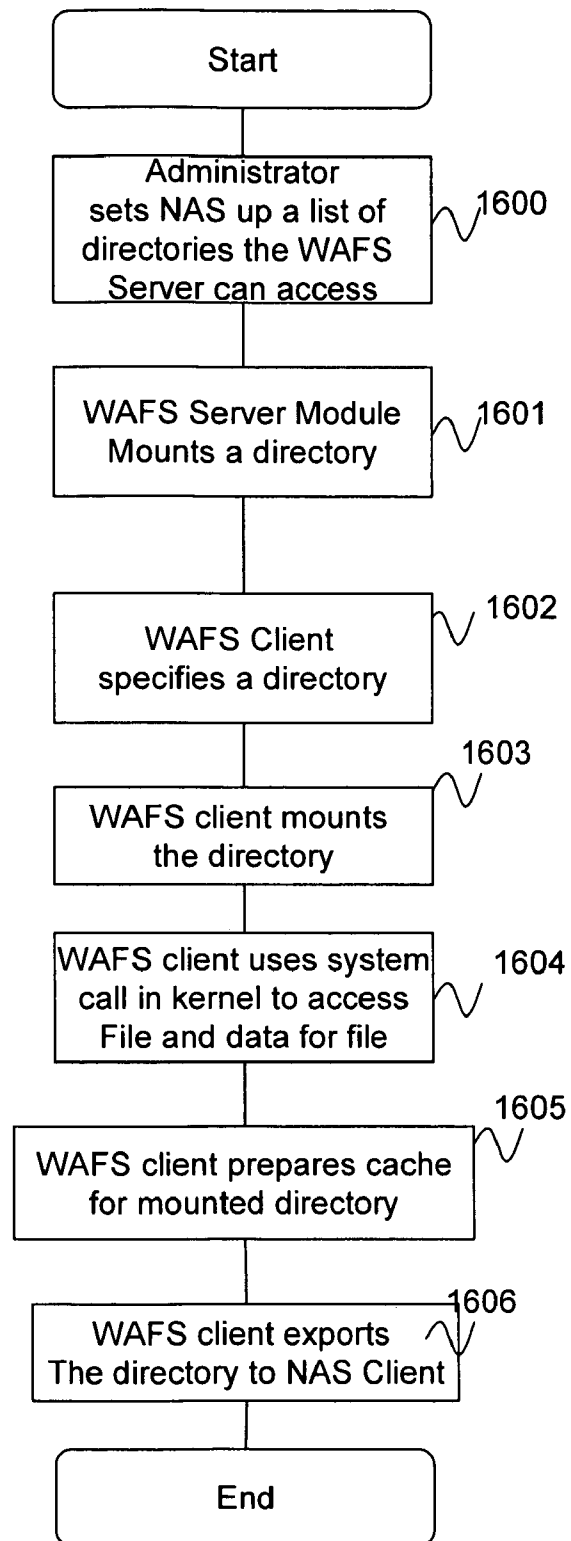 Start
Administrator
sets NAS up a list of
directories the WAFS
Server can access
1600
WAFS Server Module
Mounts a directory
1601
WAFS Client
specifies a directory
1602
WAFS client mounts
the directory
1603
WAFS client uses system
call in kernel to access
File and data for file
1604
WAFS client prepares cache
for mounted directory
1605
WAFS client exports
The directory to NAS Client
1606
End